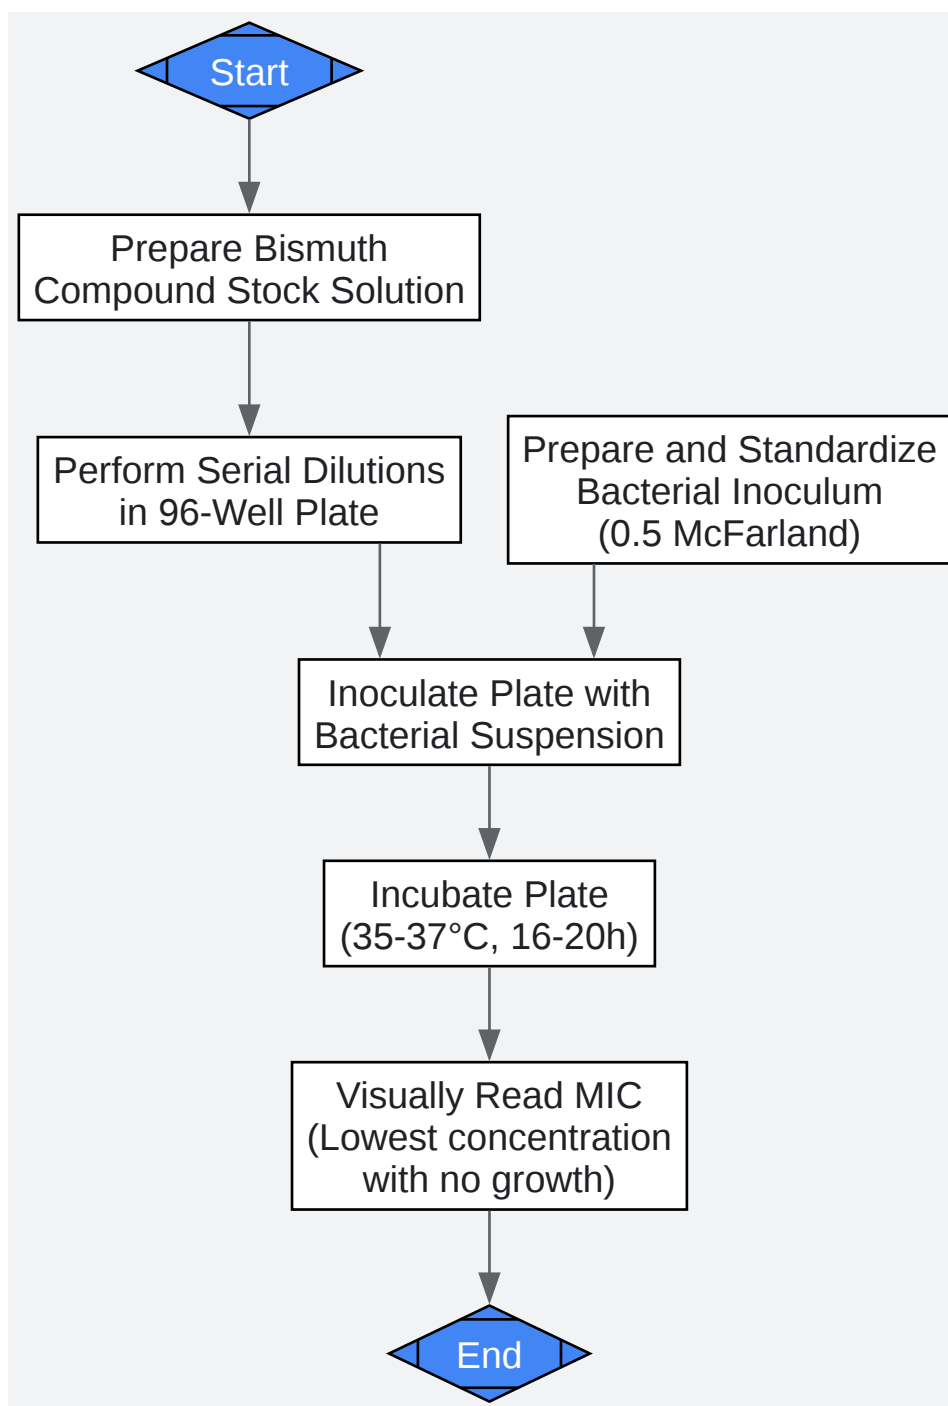 Start
Prepare Bismuth
Compound Stock Solution
Perform Serial Dilutions
in 96-Well Plate
Prepare and Standardize
Bacterial Inoculum
(0.5 McFarland)
Inoculate Plate with
Bacterial Suspension
Incubate Plate
(35-37°C, 16-20h)
Visually Read MIC
(Lowest concentration
with no growth)
End